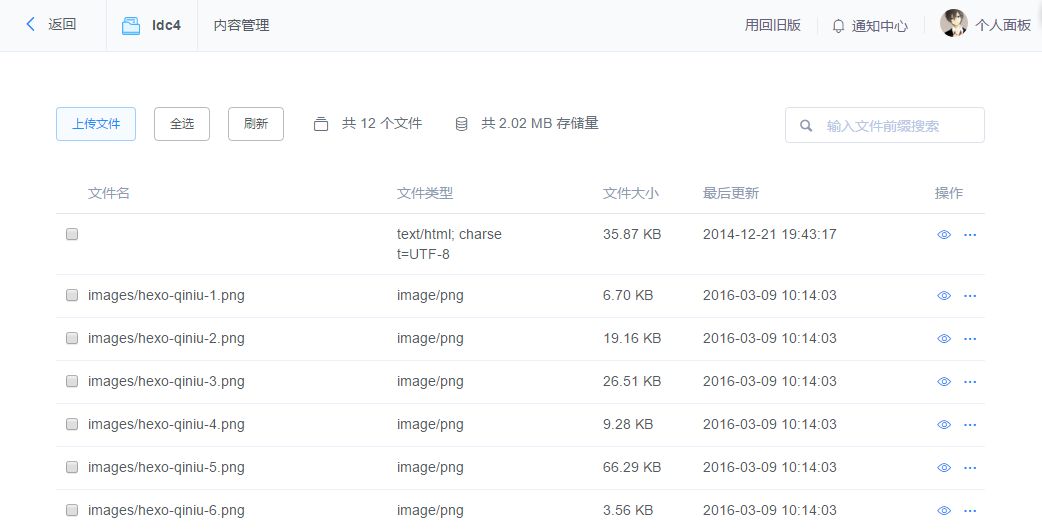 返回 ldc4 内容管理 用回旧版 通知中心 个人面板
上传文件 全选 刷新 共 12 个文件 共 2.02 MB 存储量 输入文件前缀搜索
文件名 文件类型 文件大小 最后更新 操作
text/html; charse 35.87 KB 2014-12-21 19:43:17
t=UTF-8
images/hexo-qiniu-1.png image/png 6.70 KB 2016-03-09 10:14:03
images/hexo-qiniu-2.png image/png 19.16 KB 2016-03-09 10:14:03
images/hexo-qiniu-3.png image/png 26.51 KB 2016-03-09 10:14:03
images/hexo-qiniu-4.png image/png 9.28 KB 2016-03-09 10:14:03
images/hexo-qiniu-5.png image/png 66.29 KB 2016-03-09 10:14:03
images/hexo-qiniu-6.png image/png 3.56 KB 2016-03-09 10:14:03